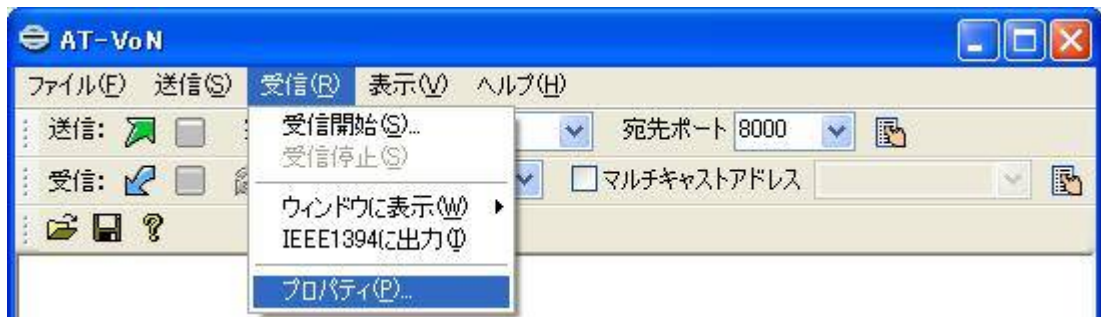 AT-VoN
ファイル(F) 送信(S) 受信(R) 表示(V) ヘルプ(H)
送信: 宛先ポート 8000
受信: マルチキャストアドレス
受信開始(S)...
受信停止(S)
ウィンドウに表示(W)
IEEE1394に出力(I)
プロパティ(P)...